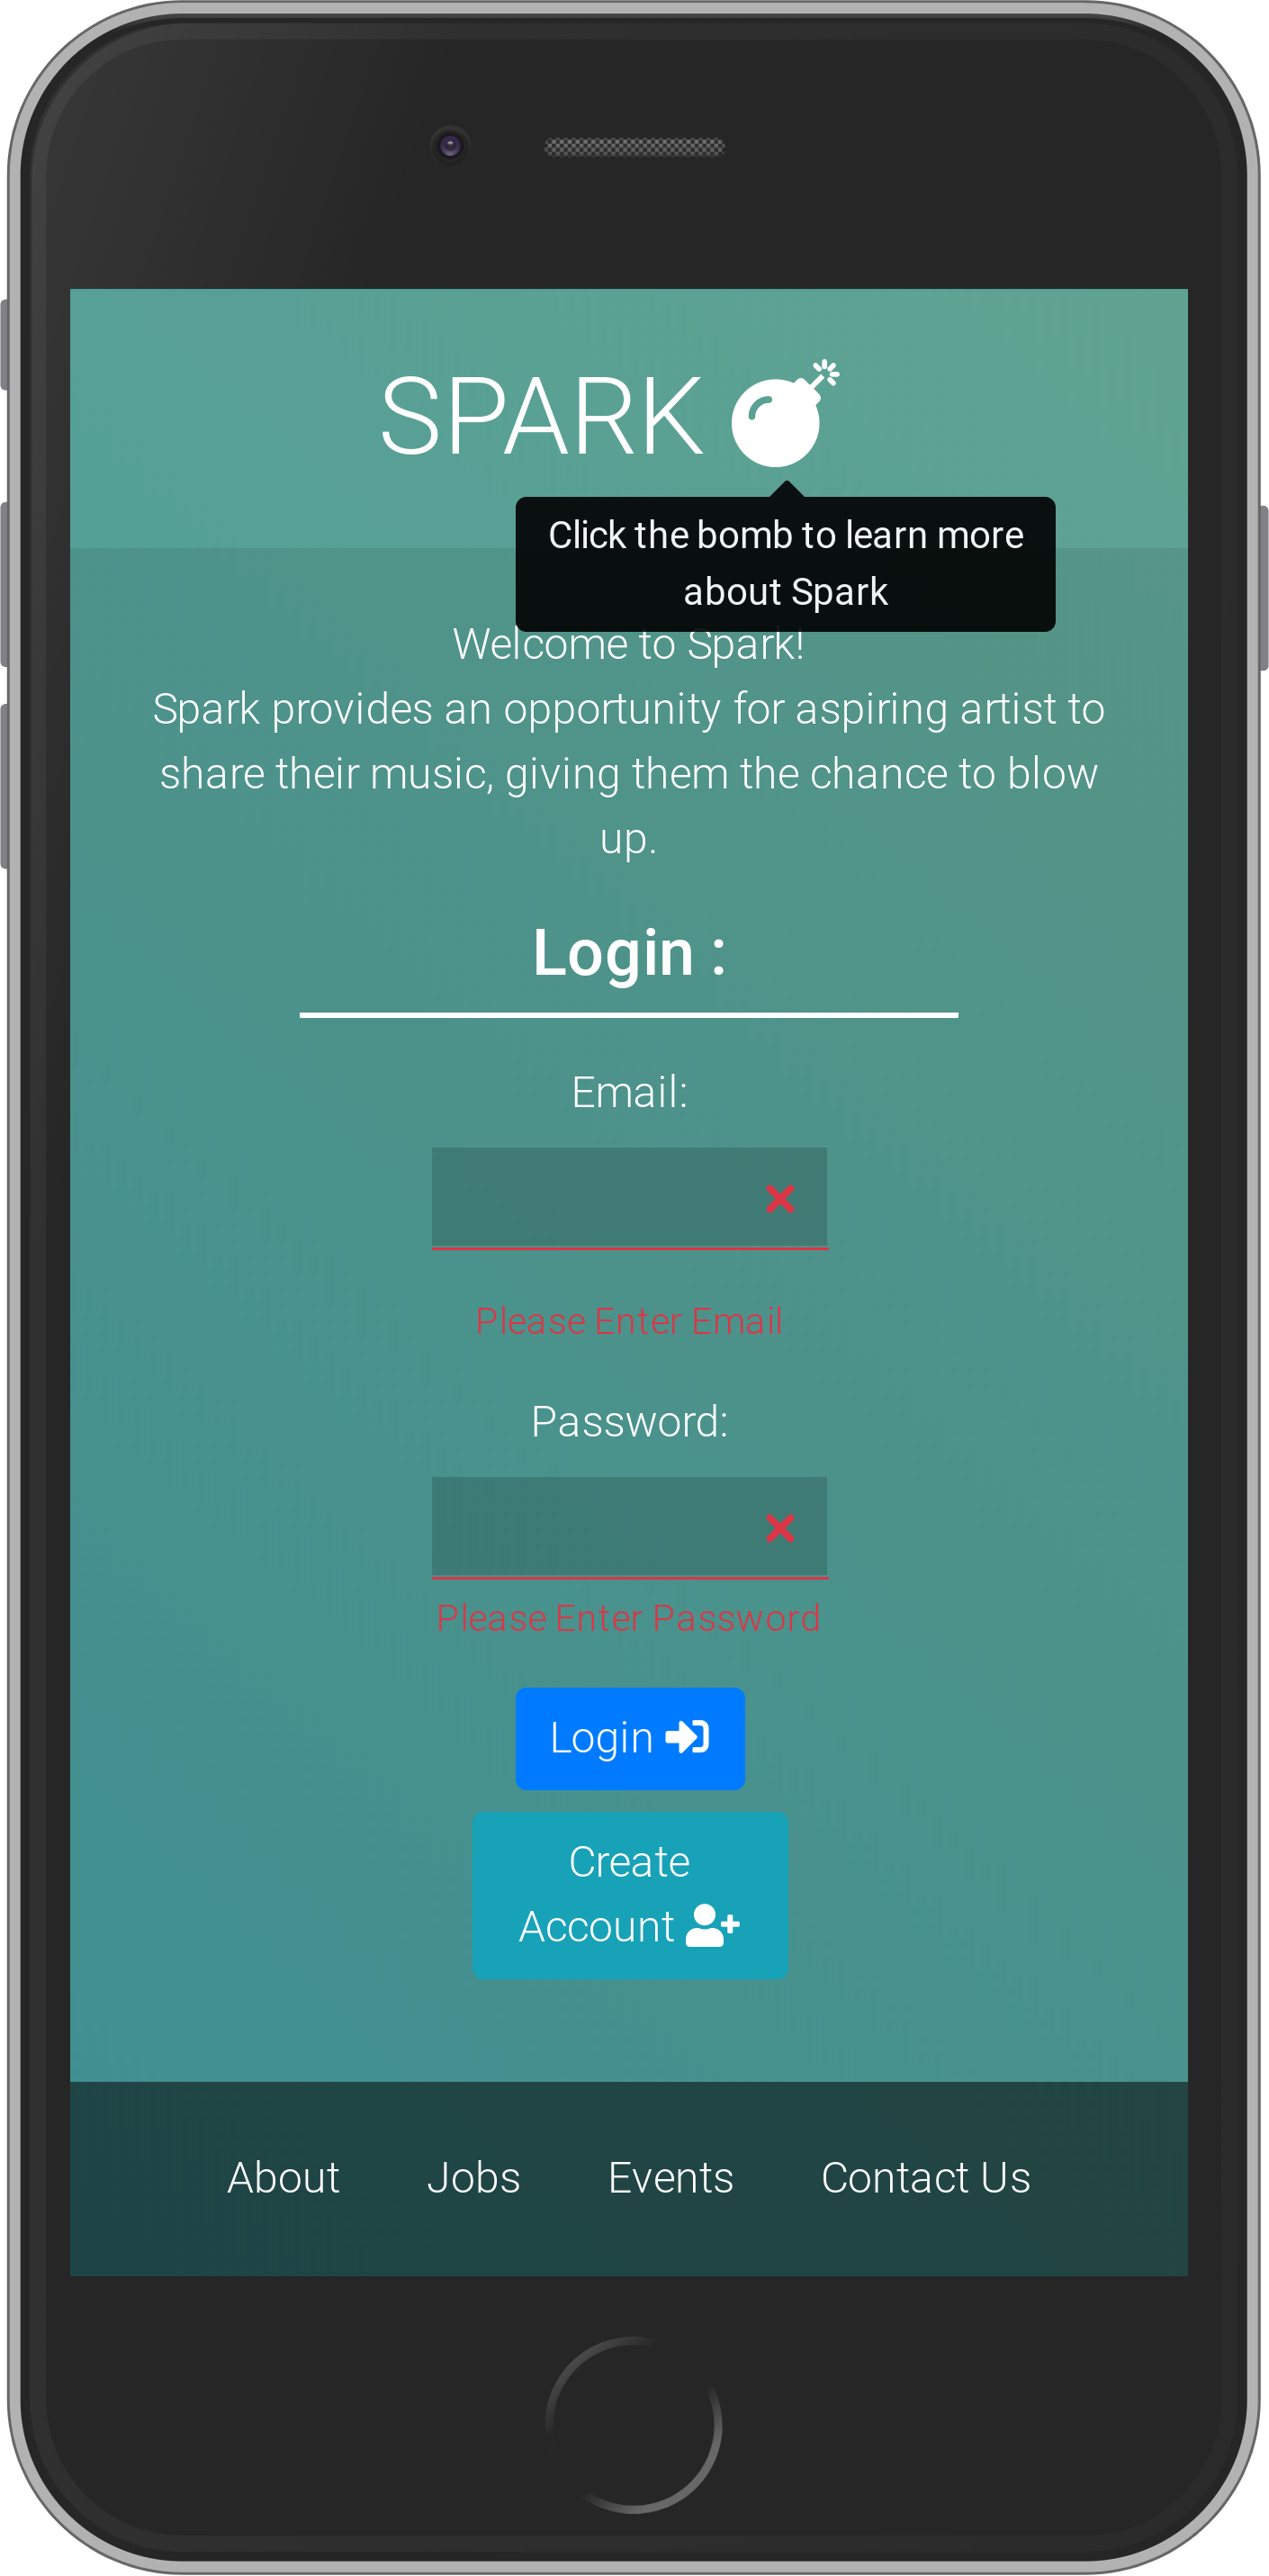 SPARK
Click the bomb to learn more
about Spark
Welcome to Spark!
Spark provides an opportunity for aspiring artist to
share their music, giving them the chance to blow
up.
Login :
Email:
Please Enter Email
Password:
Please Enter Password
Login
Create
Account
About Jobs Events Contact Us